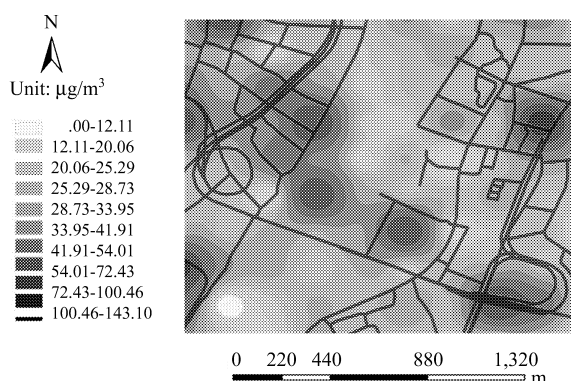 N
Unit: µg/m³
.00-12.11
12.11-20.06
20.06-25.29
25.29-28.73
28.73-33.95
33.95-41.91
41.91-54.01
54.01-72.43
72.43-100.46
100.46-143.10
0 220 440 880 1,320
m